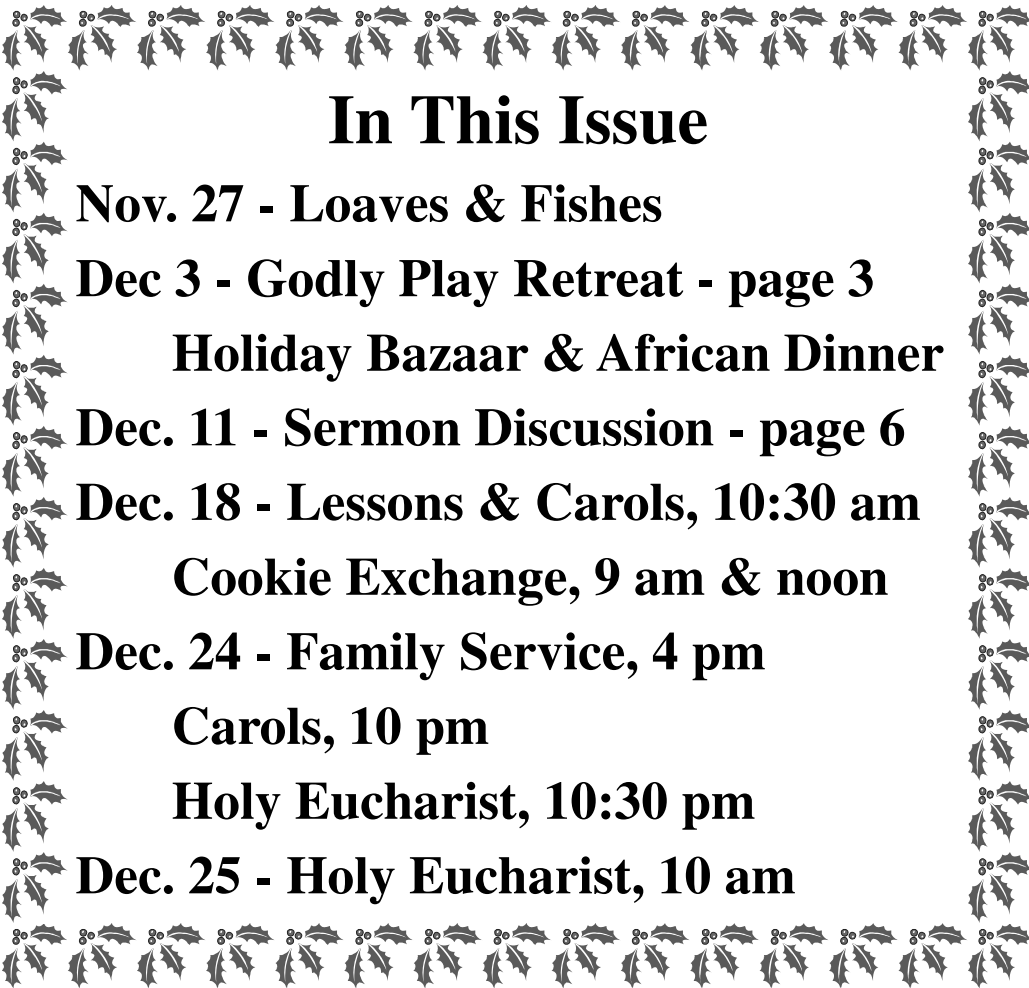 In This Issue
Nov. 27 - Loaves & Fishes
Dec 3 - Godly Play Retreat - page 3
Holiday Bazaar & African Dinner
Dec. 11 - Sermon Discussion - page 6
Dec. 18 - Lessons & Carols, 10:30 am
Cookie Exchange, 9 am & noon
Dec. 24 - Family Service, 4 pm
Carols, 10 pm
Holy Eucharist, 10:30 pm
Dec. 25 - Holy Eucharist, 10 am